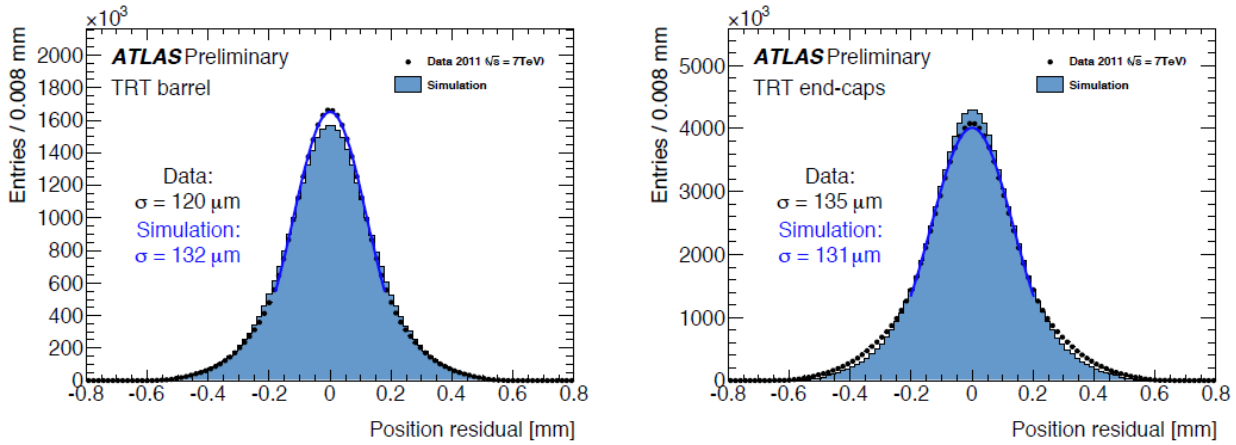 ×10³
Entries / 0.008 mm
2000
1800
1600
1400
1200
1000
800
600
400
200
0
ATLAS Preliminary
TRT barrel
Data 2011 (√s = 7TeV)
Simulation
Data:
σ = 120 μm
Simulation:
σ = 132 μm
-0.8 -0.6 -0.4 -0.2 0 0.2 0.4 0.6 0.8
Position residual [mm]
×10³
Entries / 0.008 mm
5000
4000
3000
2000
1000
0
ATLAS Preliminary
TRT end-caps
Data 2011 (√s = 7TeV)
Simulation
Data:
σ = 135 μm
Simulation:
σ = 131 μm
-0.8 -0.6 -0.4 -0.2 0 0.2 0.4 0.6 0.8
Position residual [mm]